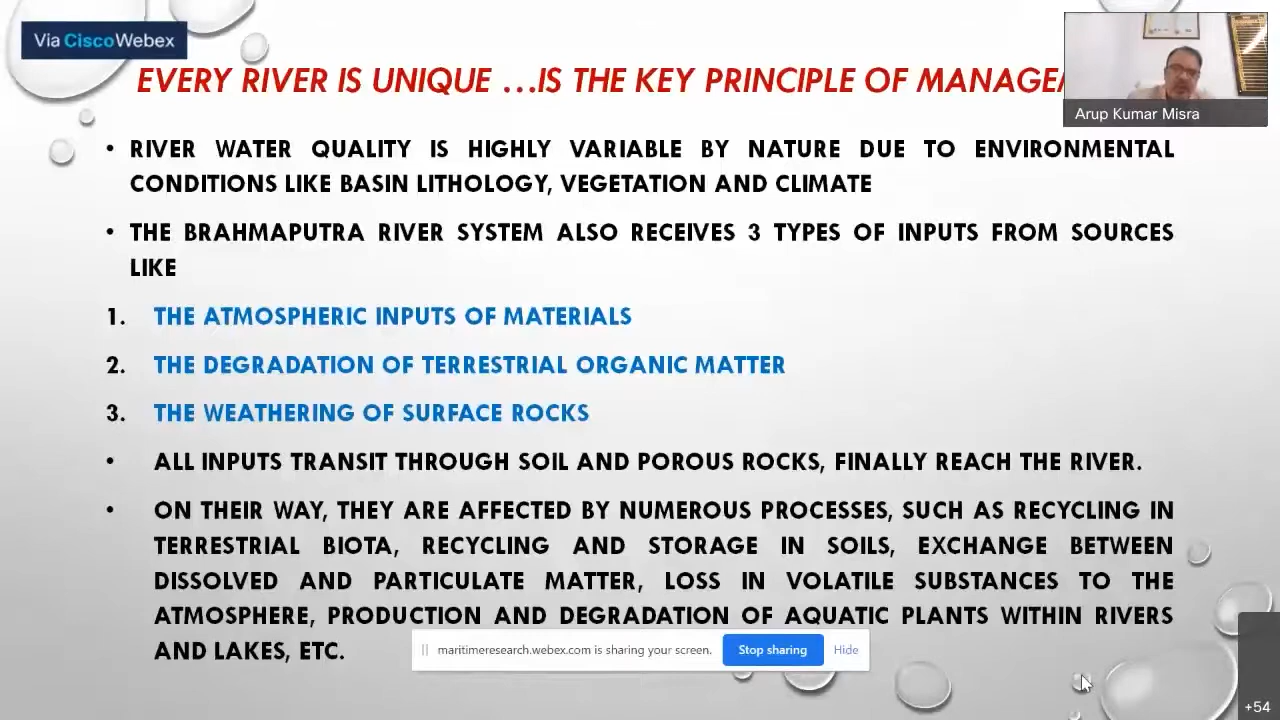 Via Cisco Webex
EVERY RIVER IS UNIQUE ...IS THE KEY PRINCIPLE OF
Arup Kumar Misra
• RIVER WATER QUALITY IS HIGHLY VARIABLE BY NATURE DUE TO ENVIRONMENTAL
CONDITIONS LIKE BASIN LITHOLOGY, VEGETATION AND CLIMATE
• THE BRAHMAPUTRA RIVER SYSTEM ALSO RECEIVES 3 TYPES OF INPUTS FROM SOURCES
LIKE
1. THE ATMOSPHERIC INPUTS OF MATERIALS
2. THE DEGRADATION OF TERRESTRIAL ORGANIC MATTER
3. THE WEATHERING OF SURFACE ROCKS
• ALL INPUTS TRANSIT THROUGH SOIL AND POROUS ROCKS, FINALLY REACH THE RIVER.
• ON THEIR WAY, THEY ARE AFFECTED BY NUMEROUS PROCESSES, SUCH AS RECYCLING IN
TERRESTRIAL BIOTA, RECYCLING AND STORAGE IN SOILS, EXCHANGE BETWEEN
DISSOLVED AND PARTICULATE MATTER, LOSS IN VOLATILE SUBSTANCES TO THE
ATMOSPHERE, PRODUCTION AND DEGRADATION OF AQUATIC PLANTS WITHIN RIVERS
AND LAKES, ETC.
maritimeresearch.webex.com is sharing your screen. Stop sharing Hide
+54